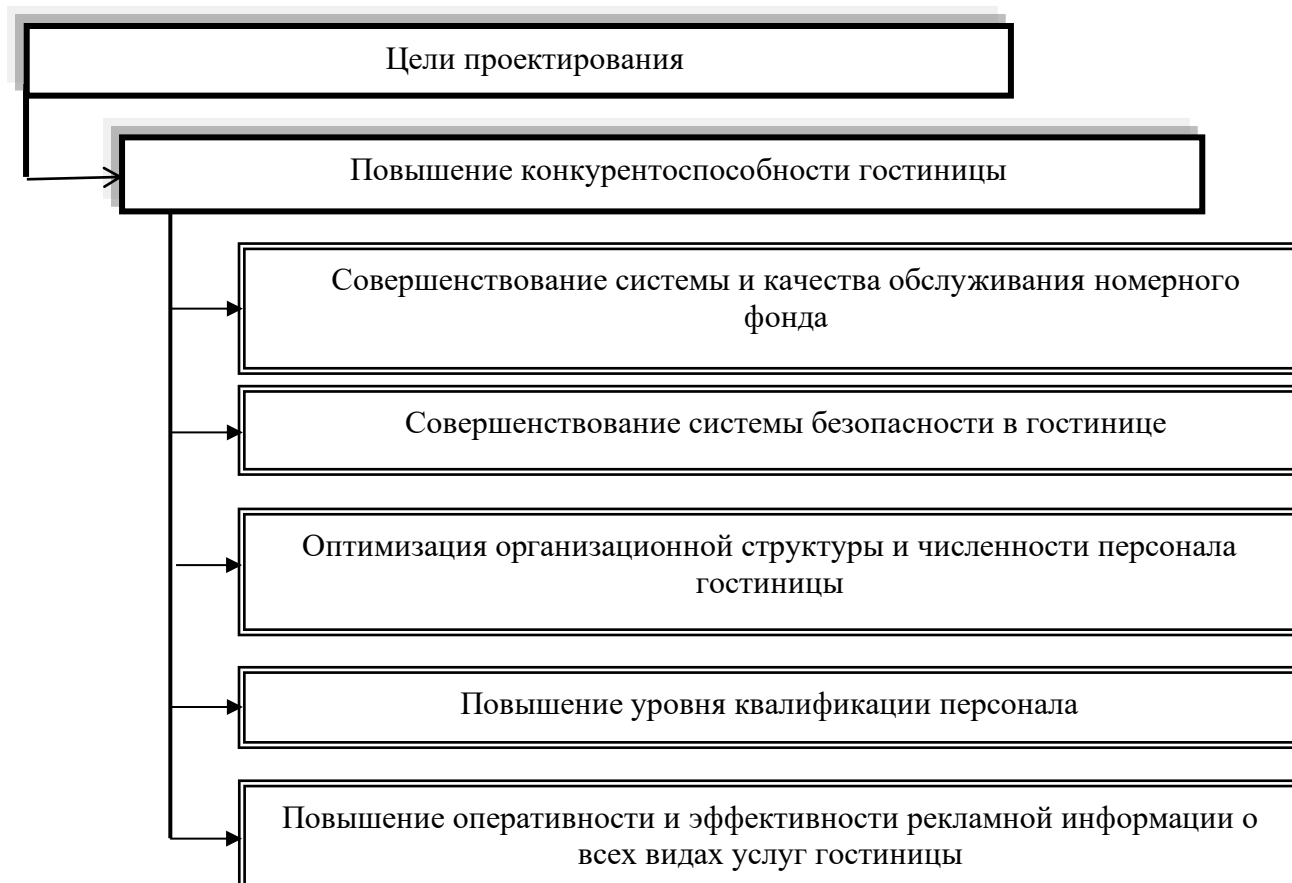 Цели проектирования
Повышение конкурентоспособности гостиницы
Совершенствование системы и качества обслуживания номерного
фонда
Совершенствование системы безопасности в гостинице
Оптимизация организационной структуры и численности персонала
гостиницы
Повышение уровня квалификации персонала
Повышение оперативности и эффективности рекламной информации о
всех видах услуг гостиницы